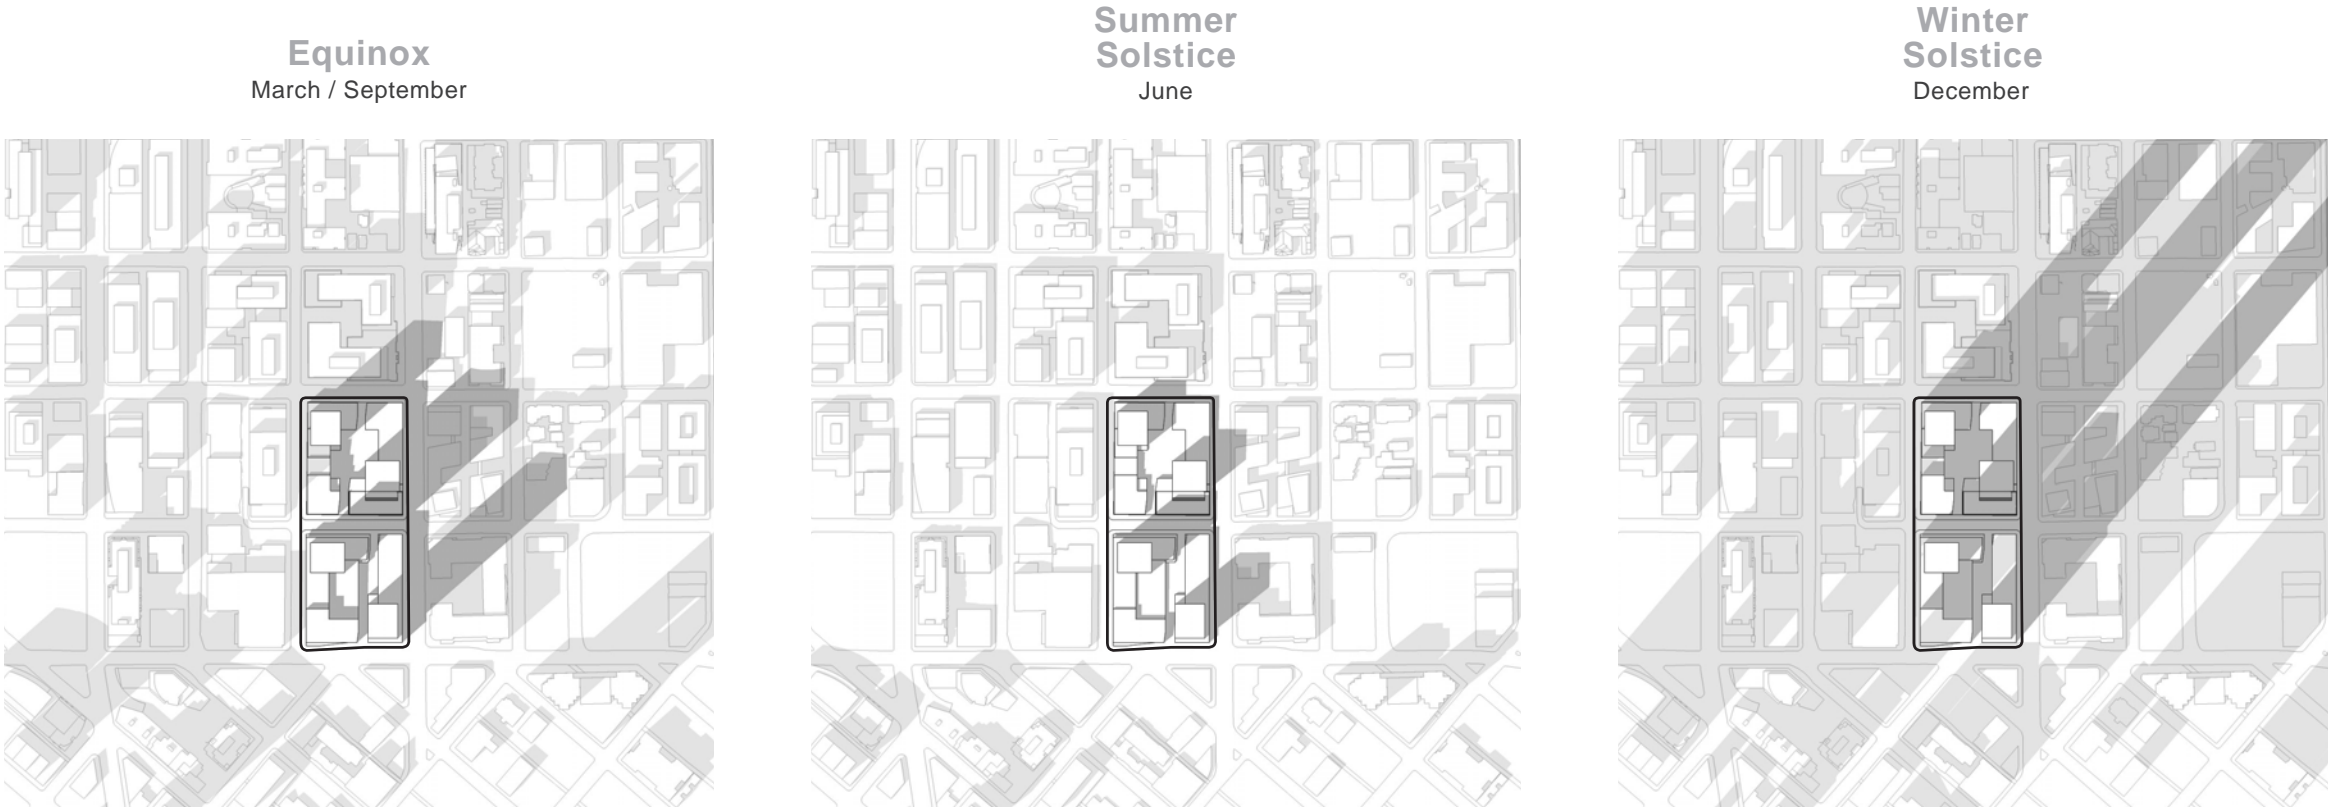 Equinox
March / September
Summer
Solstice
June
Winter
Solstice
December